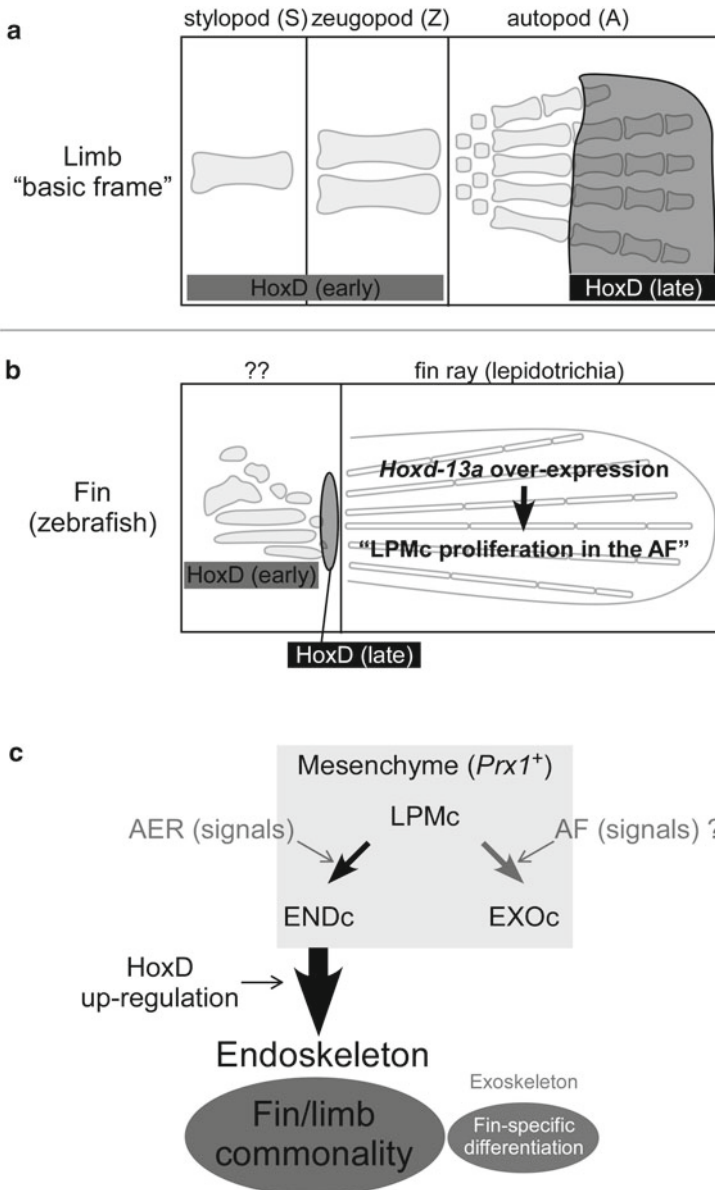 a
stylopod (S) zeugopod (Z) autopod (A)
Limb
“basic frame”
HoxD (early)
HoxD (late)
b
?? fin ray (lepidotrichia)
Fin
(zebrafish)
Hoxd-13a over-expression
“LPMc proliferation in the AF”
HoxD (early)
HoxD (late)
c
Mesenchyme (Prx1+)
LPMc
AER (signals)
AF (signals) ?
ENDc
EXOc
HoxD
up-regulation
Endoskeleton
Exoskeleton
Fin/limb
commonality
Fin-specific
differentiation